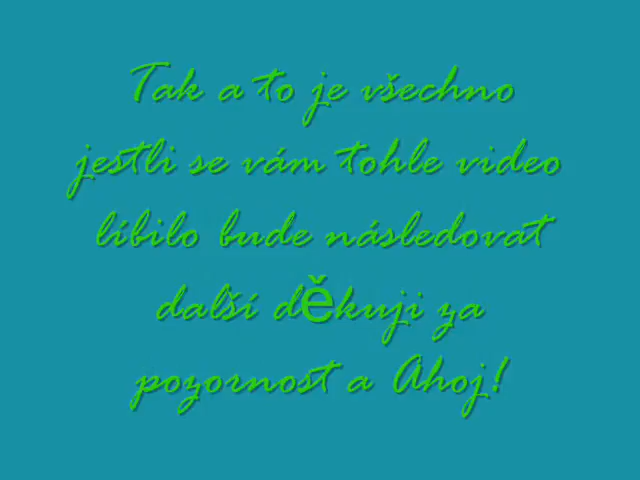 Tak a to je všechno
jestli se vám tohle video
líbilo bude následovat
další děkuji za
pozornost a Ahoj!